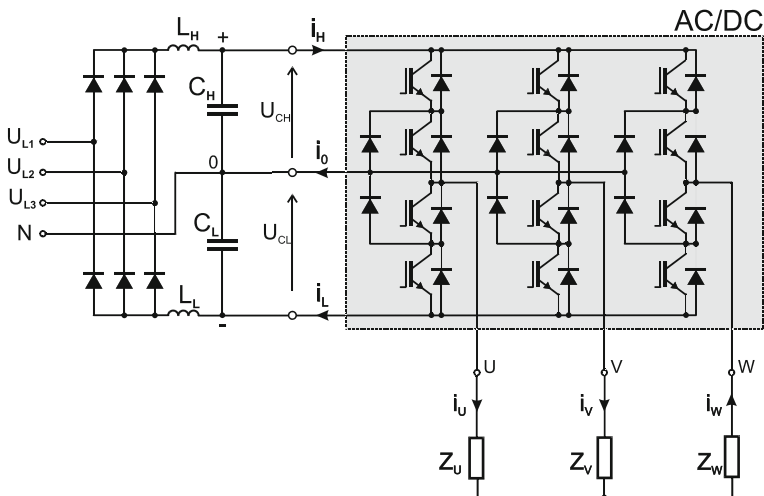 AC/DC
L_H
+
i_H
C_H
U_CH
U_L1
U_L2
U_L3
N
0
i_0
C_L
U_CL
L_L
-
i_L
U
V
W
i_U
i_V
i_W
Z_U
Z_V
Z_W